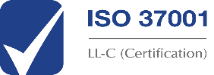 ISO 37001
LL-C (Certification)